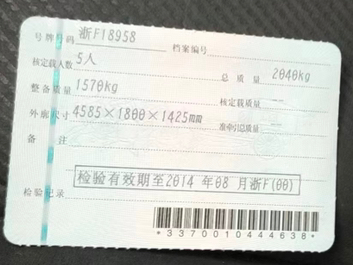 号牌号码 浙F18958 档案编号
核定载人数 5人 总质量 2040kg
整备质量 1570kg 核定载质量 --
外廓尺寸 4585×1800×1425mm 准牵引总质量 --
备注
检验有效期至2014年08月浙F(00)
检验记录
*3370010444638*